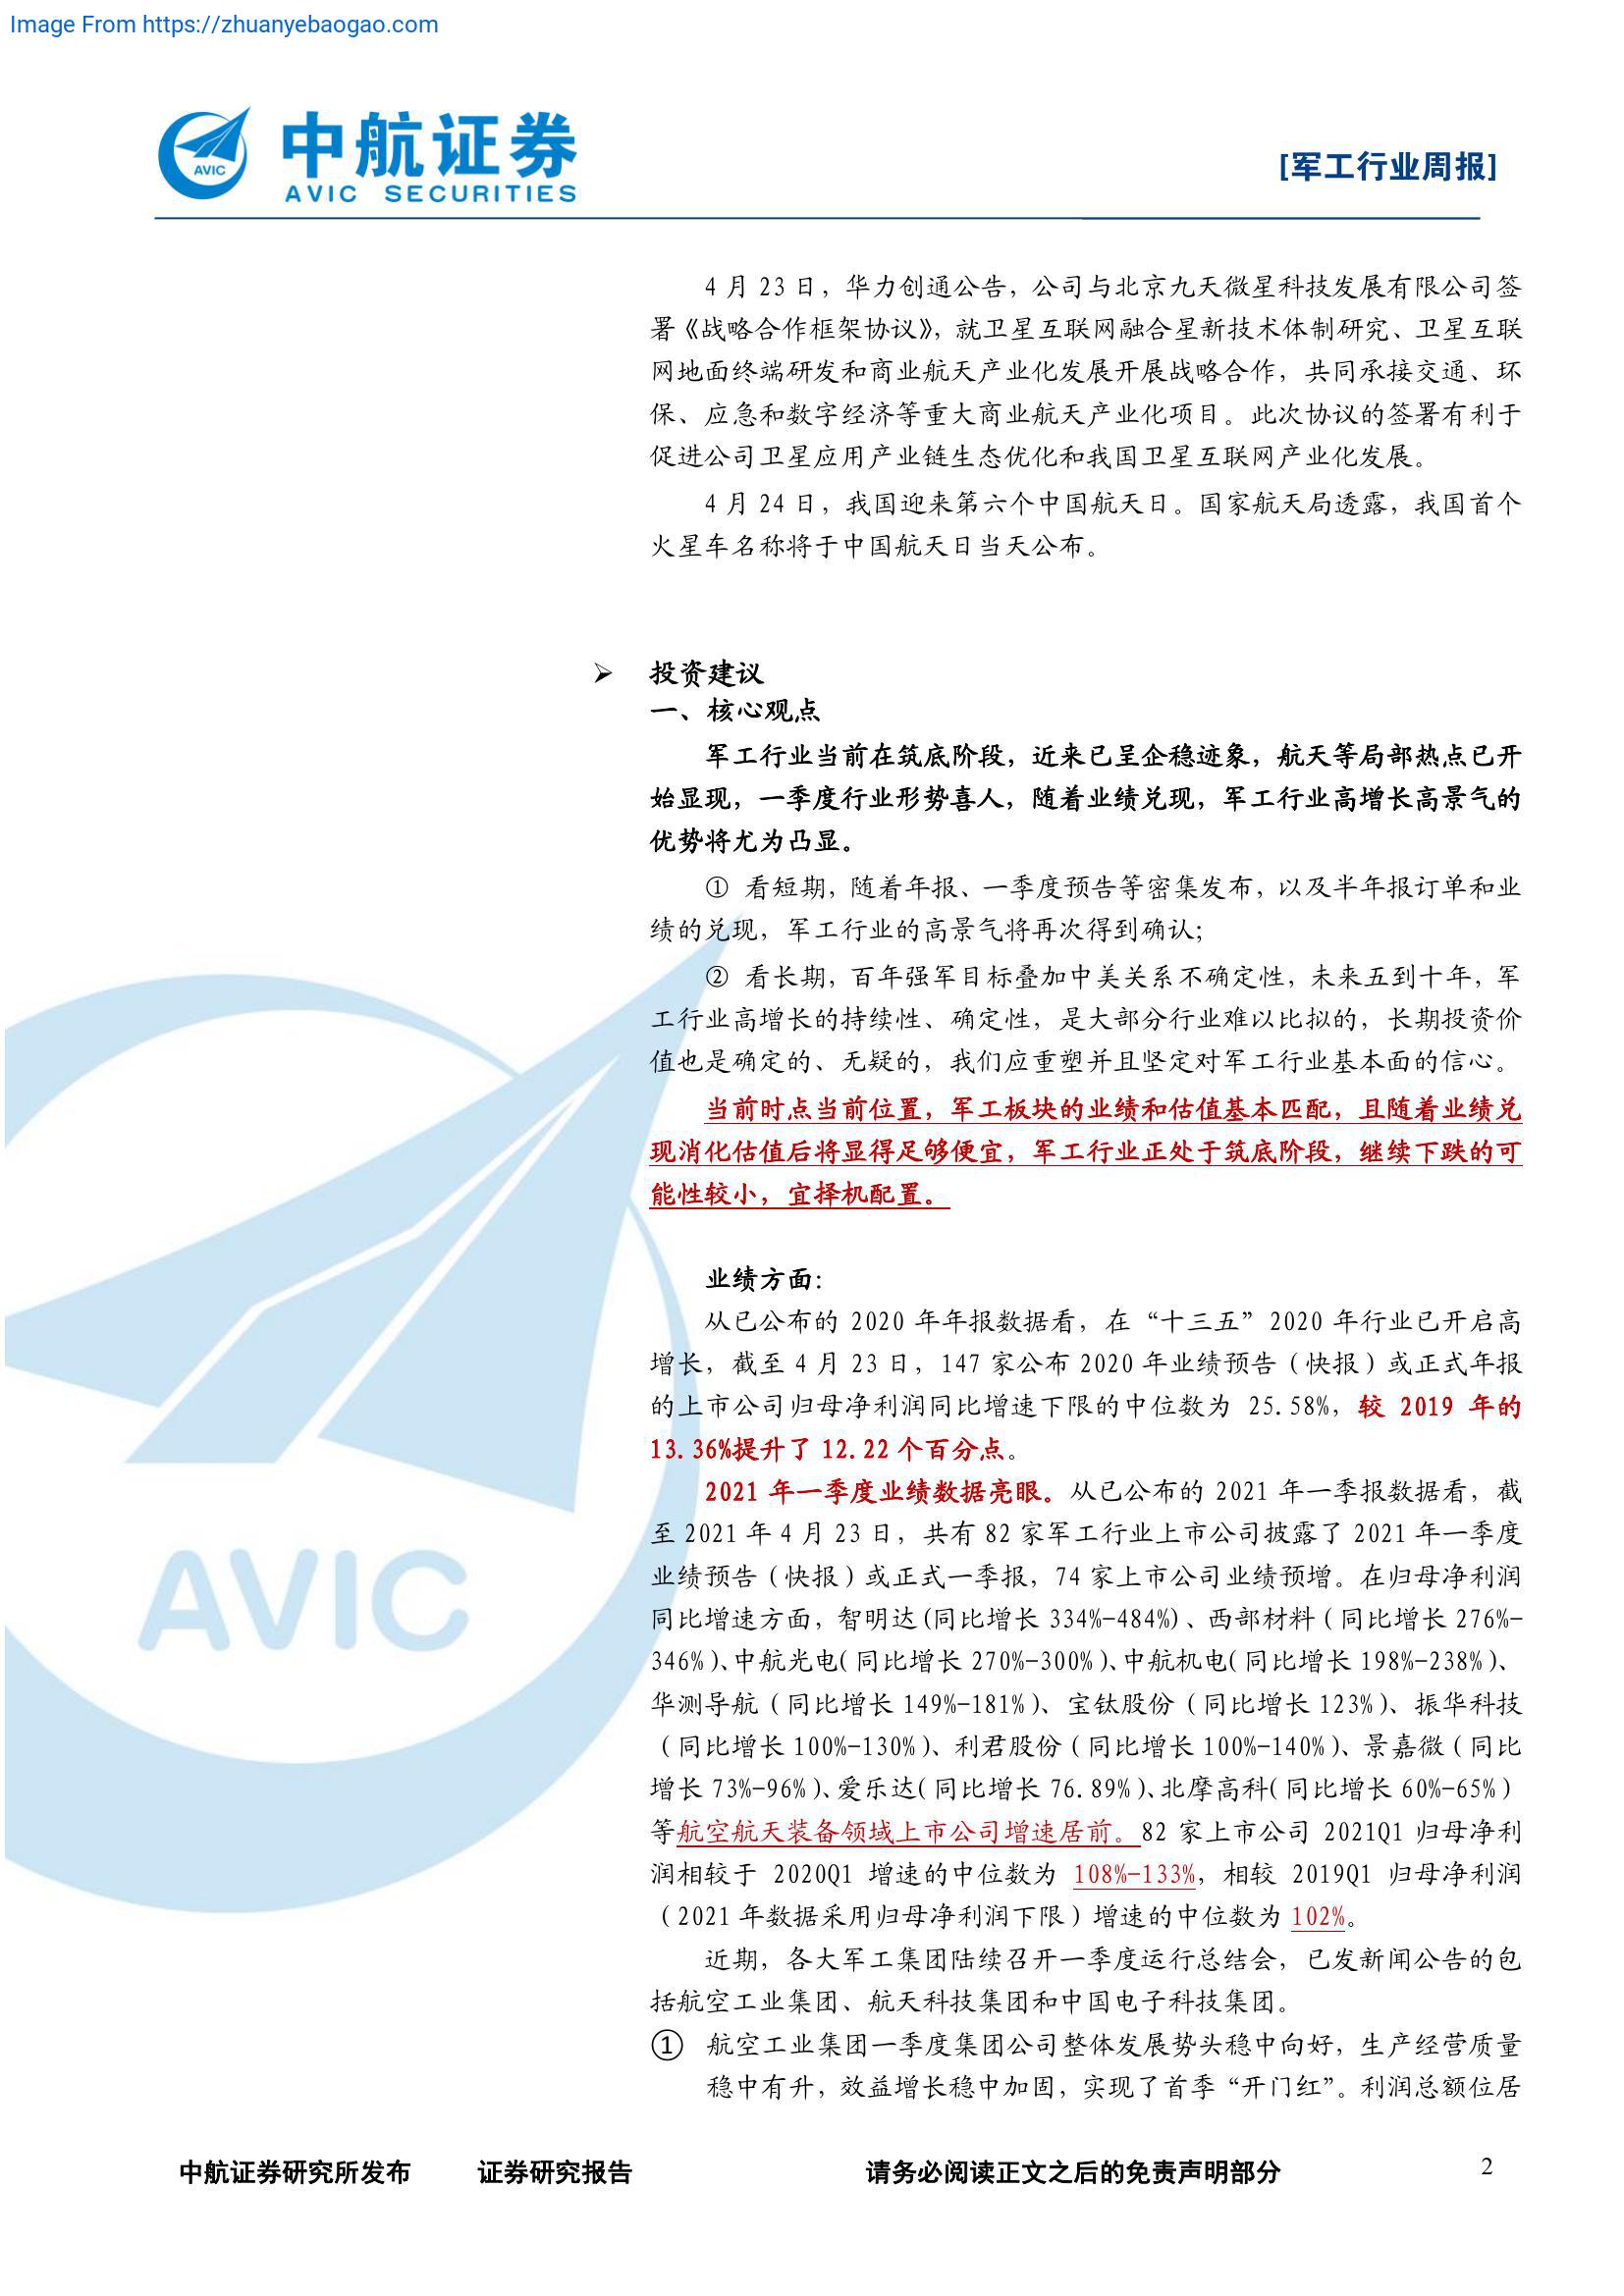 Image From https://zhuanyebaogao.com
AVIC
中航证券
AVIC SECURITIES
[军工行业周报]
4 月 23 日，华力创通公告，公司与北京九天微星科技发展有限公司签
署《战略合作框架协议》，就卫星互联网融合星新技术体制研究、卫星互联
网地面终端研发和商业航天产业化发展开展战略合作，共同承接交通、环
保、应急和数字经济等重大商业航天产业化项目。此次协议的签署有利于
促进公司卫星应用产业链生态优化和我国卫星互联网产业化发展。
4 月 24 日，我国迎来第六个中国航天日。国家航天局透露，我国首个
火星车名称将于中国航天日当天公布。
➢ 投资建议
一、核心观点
军工行业当前在筑底阶段，近来已呈企稳迹象，航天等局部热点已开
始显现，一季度行业形势喜人，随着业绩兑现，军工行业高增长高景气的
优势将尤为凸显。
① 看短期，随着年报、一季度预告等密集发布，以及半年报订单和业
绩的兑现，军工行业的高景气将再次得到确认；
② 看长期，百年强军目标叠加中美关系不确定性，未来五到十年，军
工行业高增长的持续性、确定性，是大部分行业难以比拟的，长期投资价
值也是确定的、无疑的，我们应重塑并且坚定对军工行业基本面的信心。
当前时点当前位置，军工板块的业绩和估值基本匹配，且随着业绩兑
现消化估值后将显得足够便宜，军工行业正处于筑底阶段，继续下跌的可
能性较小，宜择机配置。
业绩方面：
从已公布的 2020 年年报数据看，在“十三五”2020 年行业已开启高
增长，截至 4 月 23 日，147 家公布 2020 年业绩预告（快报）或正式年报
的上市公司归母净利润同比增速下限的中位数为 25.58%，较 2019 年的
13.36%提升了 12.22 个百分点。
2021 年一季度业绩数据亮眼。从已公布的 2021 年一季报数据看，截
至 2021 年 4 月 23 日，共有 82 家军工行业上市公司披露了 2021 年一季度
业绩预告（快报）或正式一季报，74 家上市公司业绩预增。在归母净利润
同比增速方面，智明达(同比增长 334%-484%)、西部材料（同比增长 276%-
346%）、中航光电(同比增长 270%-300%)、中航机电(同比增长 198%-238%)、
华测导航（同比增长 149%-181%）、宝钛股份（同比增长 123%）、振华科技
（同比增长 100%-130%）、利君股份（同比增长 100%-140%）、景嘉微（同比
增长 73%-96%）、爱乐达(同比增长 76.89%)、北摩高科(同比增长 60%-65%)
等航空航天装备领域上市公司增速居前。82 家上市公司 2021Q1 归母净利
润相较于 2020Q1 增速的中位数为 108%-133%，相较 2019Q1 归母净利润
（2021 年数据采用归母净利润下限）增速的中位数为 102%。
近期，各大军工集团陆续召开一季度运行总结会，已发新闻公告的包
括航空工业集团、航天科技集团和中国电子科技集团。
① 航空工业集团一季度集团公司整体发展势头稳中向好，生产经营质量
稳中有升，效益增长稳中加固，实现了首季“开门红”。利润总额位居
AVIC
中航证券研究所发布 证券研究报告 请务必阅读正文之后的免责声明部分 2